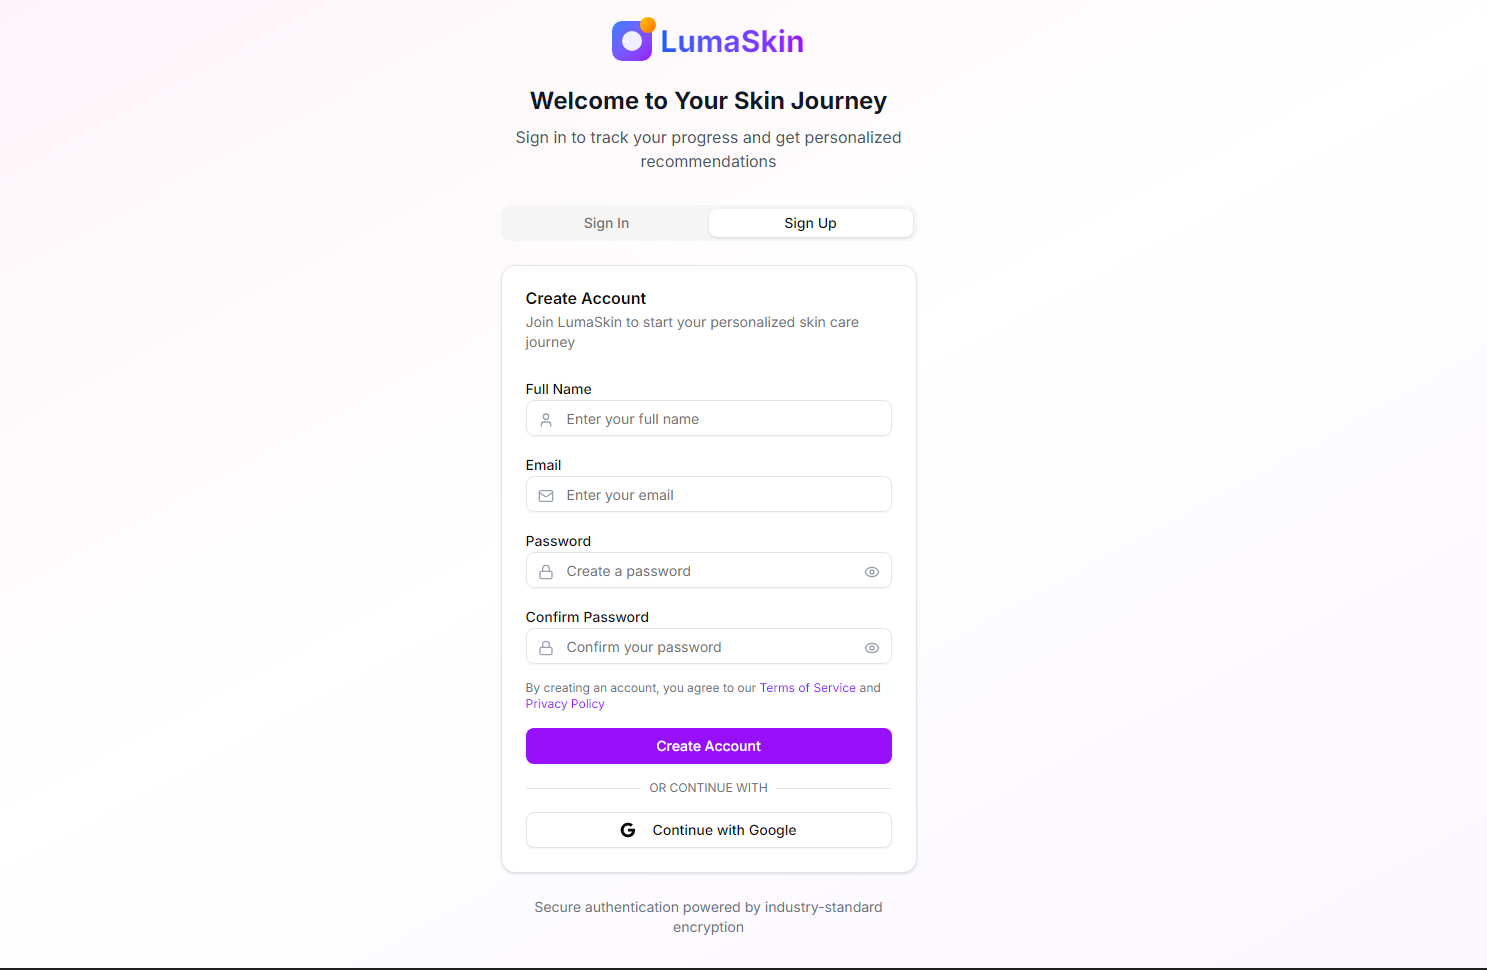 LumaSkin
Welcome to Your Skin Journey
Sign in to track your progress and get personalized
recommendations
Sign In
Sign Up
Create Account
Join LumaSkin to start your personalized skin care
journey
Full Name
Enter your full name
Email
Enter your email
Password
Create a password
Confirm Password
Confirm your password
By creating an account, you agree to our Terms of Service and
Privacy Policy
Create Account
OR CONTINUE WITH
G Continue with Google
Secure authentication powered by industry-standard
encryption